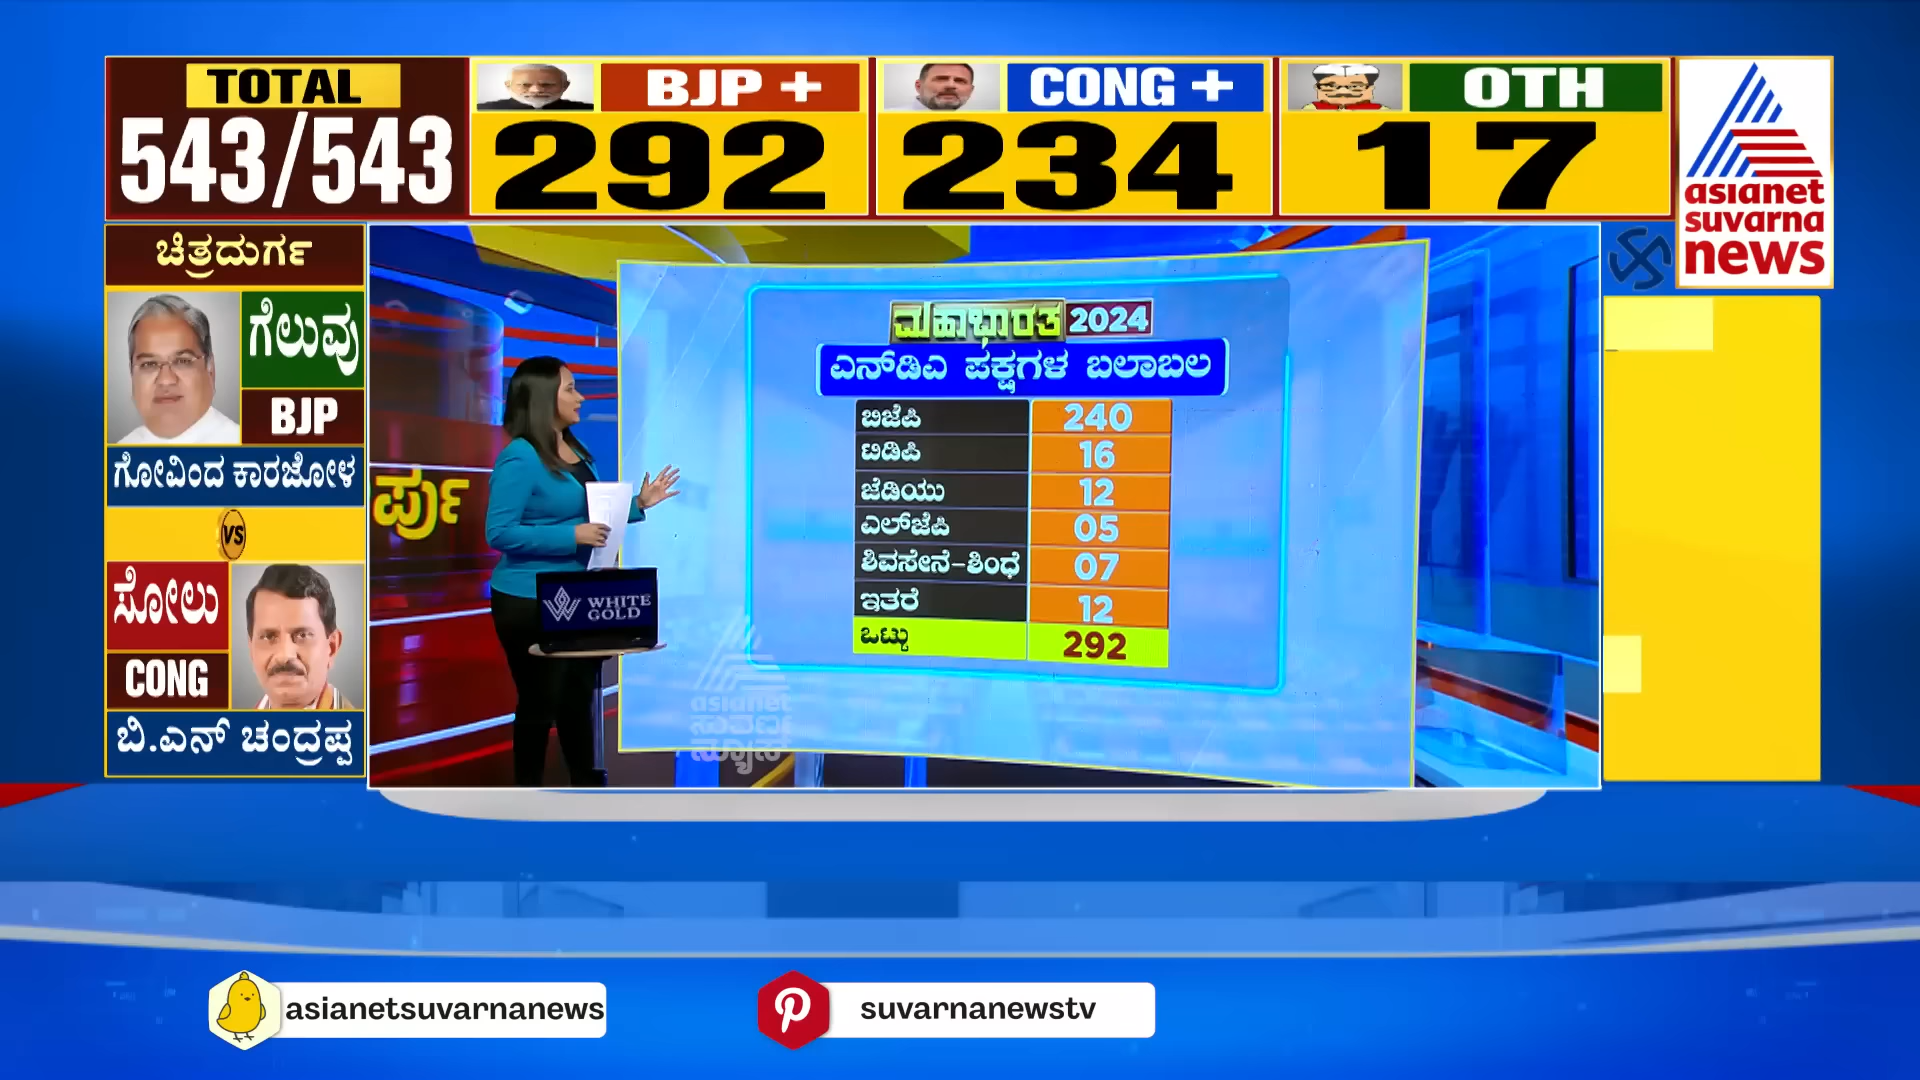 TOTAL
543/543
BJP +
292
CONG +
234
OTH
17
asianet
suvarna
news
ಚಿತ್ರದುರ್ಗ
ಗೆಲುವು
BJP
ಗೋವಿಂದ ಕಾರಜೋಳ
VS
ಸೋಲು
CONG
ಬಿ.ಎನ್ ಚಂದ್ರಪ್ಪ
ಮಹಾಭಾರತ 2024
ಎನ್‌ಡಿಎ ಪಕ್ಷಗಳ ಬಲಾಬಲ
ಬಿಜೆಪಿ 240
ಟಿಡಿಪಿ 16
ಜೆಡಿಯು 12
ಎಲ್‌ಜೆಪಿ 05
ಶಿವಸೇನೆ-ಶಿಂಧೆ 07
ಇತರೆ 12
ಒಟ್ಟು 292
WHITE
GOLD
asianet
ಸುವರ್ಣ
ನ್ಯೂಸ್
asianetsuvarnanews
suvarnanewstv